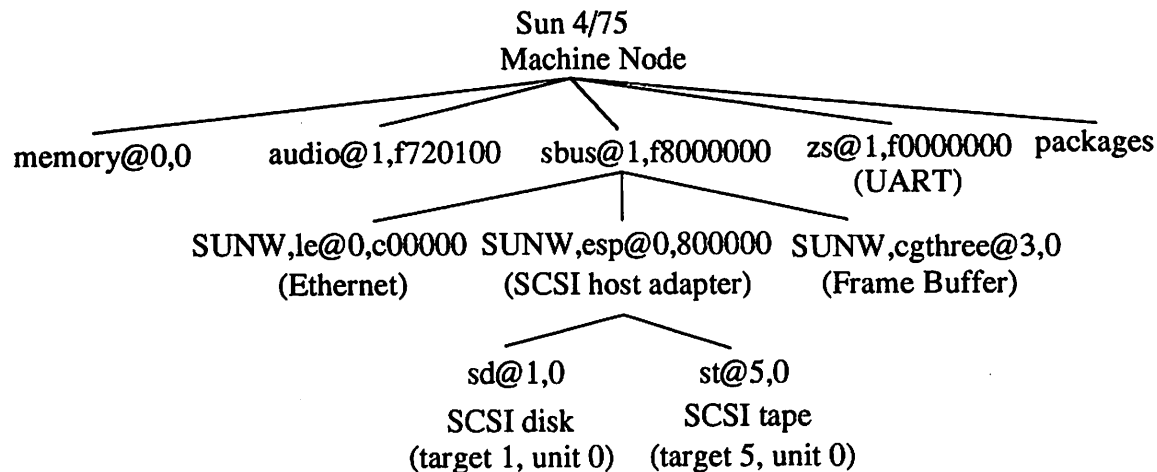 Sun 4/75
Machine Node
memory@0,0 audio@1,f720100 sbus@1,f8000000 zs@1,f0000000 packages
(UART)
SUNW,le@0,c00000 SUNW,esp@0,800000 SUNW,cgthree@3,0
(Ethernet) (SCSI host adapter) (Frame Buffer)
sd@1,0 st@5,0
SCSI disk SCSI tape
(target 1, unit 0) (target 5, unit 0)